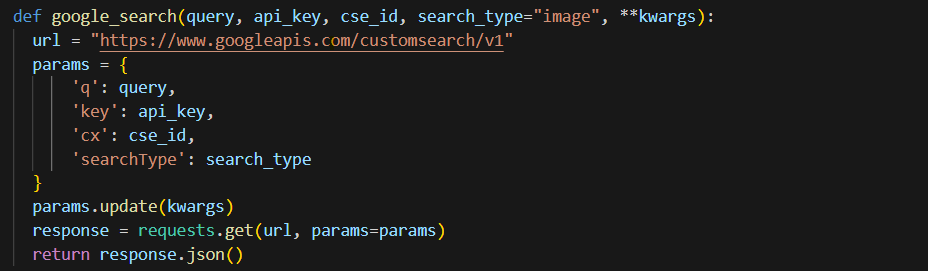 def google_search(query, api_key, cse_id, search_type="image", **kwargs):
url = "https://www.googleapis.com/customsearch/v1"
params = {
'q': query,
'key': api_key,
'cx': cse_id,
'searchType': search_type
}
params.update(kwargs)
response = requests.get(url, params=params)
return response.json()